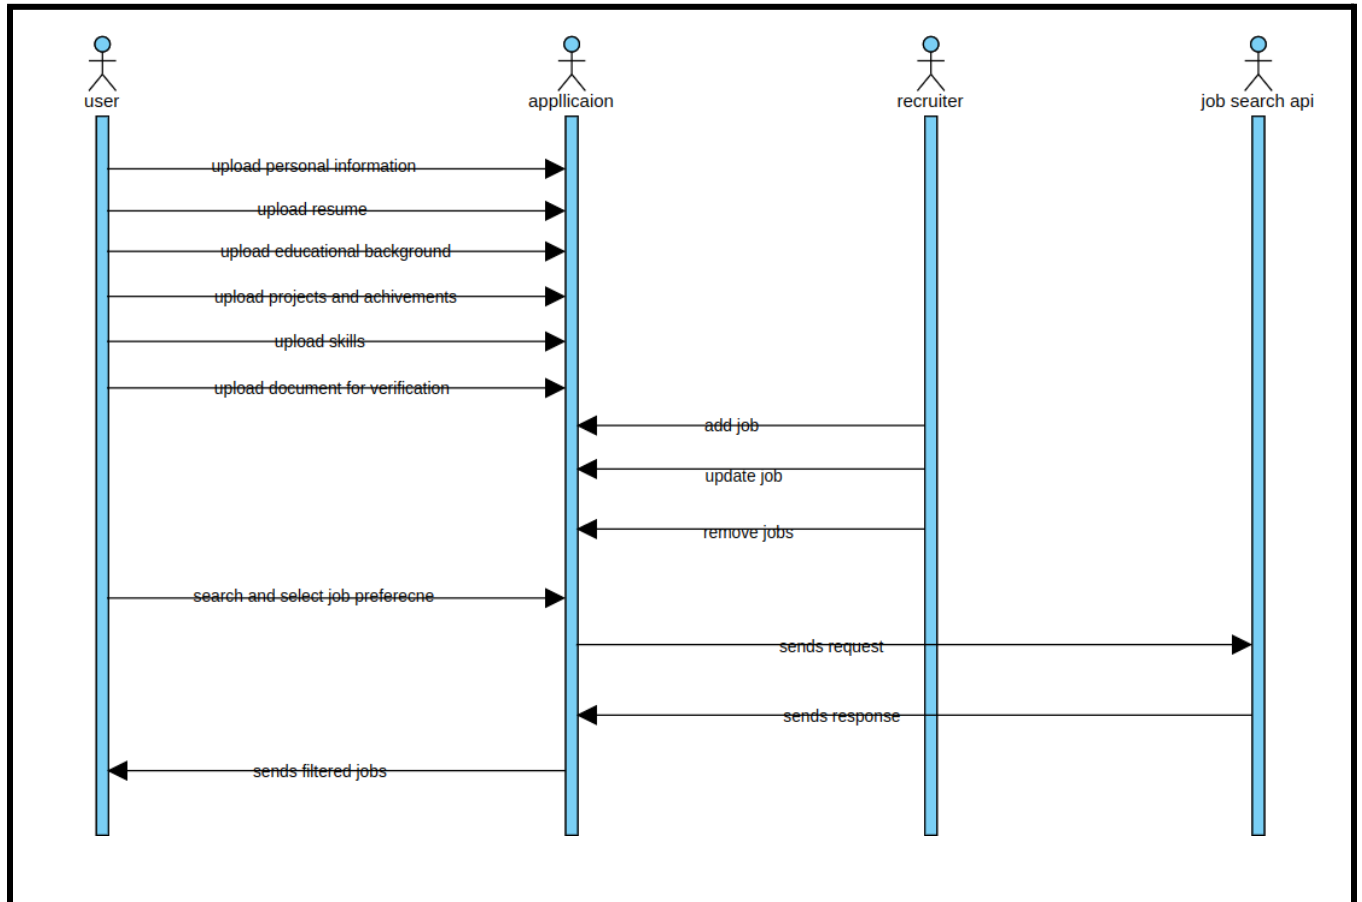 user
appllicaion
recruiter
job search api
upload personal information
upload resume
upload educational background
upload projects and achivements
upload skills
upload document for verification
add job
update job
remove jobs
search and select job preferecne
sends request
sends response
sends filtered jobs